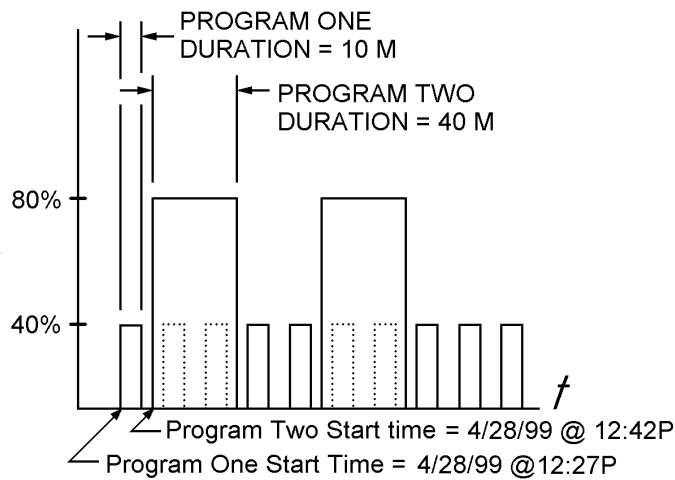 PROGRAM ONE
DURATION = 10 M
PROGRAM TWO
DURATION = 40 M
80%
40%
t
Program Two Start time = 4/28/99 @ 12:42P
Program One Start Time = 4/28/99 @12:27P